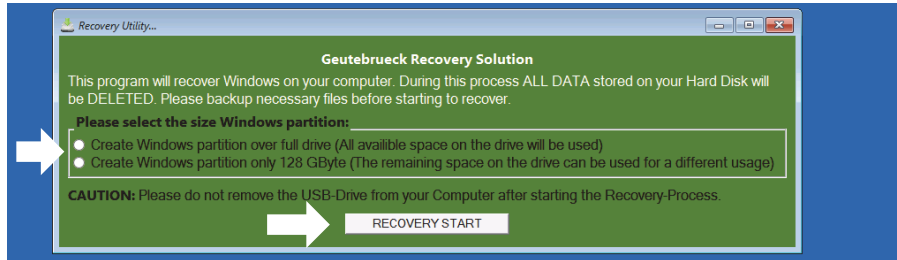 Recovery Utility...
Geutebrueck Recovery Solution
This program will recover Windows on your computer. During this process ALL DATA stored on your Hard Disk will
be DELETED. Please backup necessary files before starting to recover.
Please select the size Windows partition:
Create Windows partition over full drive (All availible space on the drive will be used)
Create Windows partition only 128 GByte (The remaining space on the drive can be used for a different usage)
CAUTION: Please do not remove the USB-Drive from your Computer after starting the Recovery-Process.
RECOVERY START